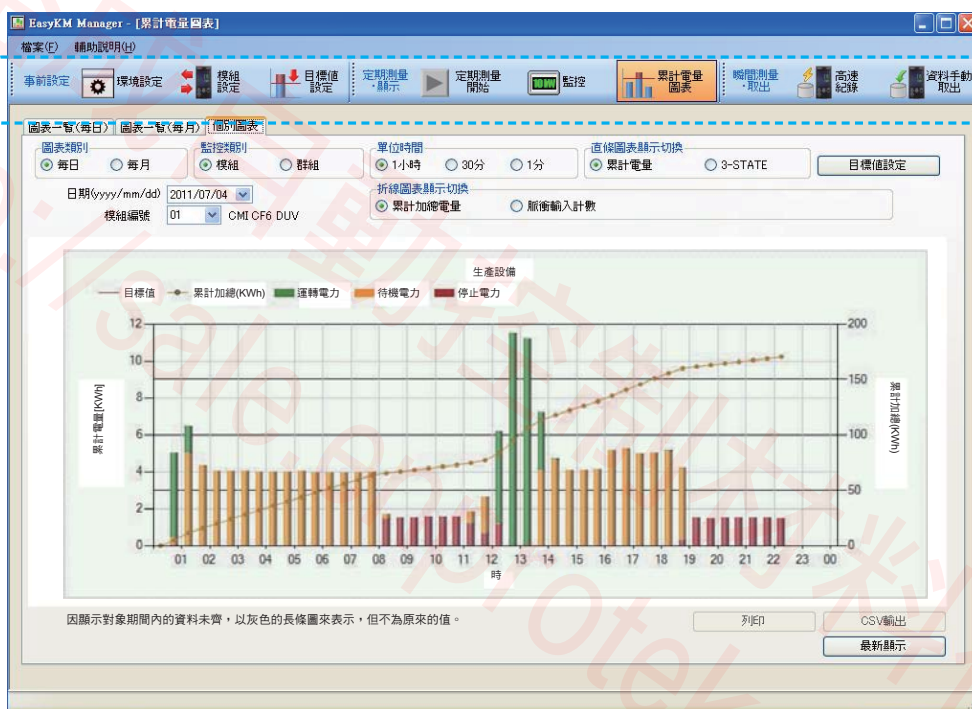 EasyKM Manager - [累計電量圖表]
檔案(F) 輔助說明(H)
事前設定 環境設定 模組設定 目標值設定 定期測量・顯示 定期測量開始 10kW 監控 累計電量圖表 瞬間測量・取出 高速紀錄 資料手動取出
圖表一覧(每日) 圖表一覧(每月) 個別圖表
圖表類別 監控類別 單位時間 直條圖表顯示切換
每日 每月 模組 群組 1小時 30分 1分 累計電量 3-STATE 目標值設定
日期(yyyy/mm/dd) 2011/07/04 折線圖表顯示切換
模組編號 01 CMI CF6 DUV 累計加總電量 脈衝輸入計數
生產設備
目標值 累計加總(KWh) 運轉電力 待機電力 停止電力
12 200
10
150
8
累計電量[KWh]
累計加總(KWh)
6 100
4
50
2
0 0
01 02 03 04 05 06 07 08 09 10 11 12 13 14 15 16 17 18 19 20 21 22 23 00
時
因顯示對象期間內的資料未齊，以灰色的長條圖來表示，但不為原來的值。 列印 CSV輸出
最新顯示